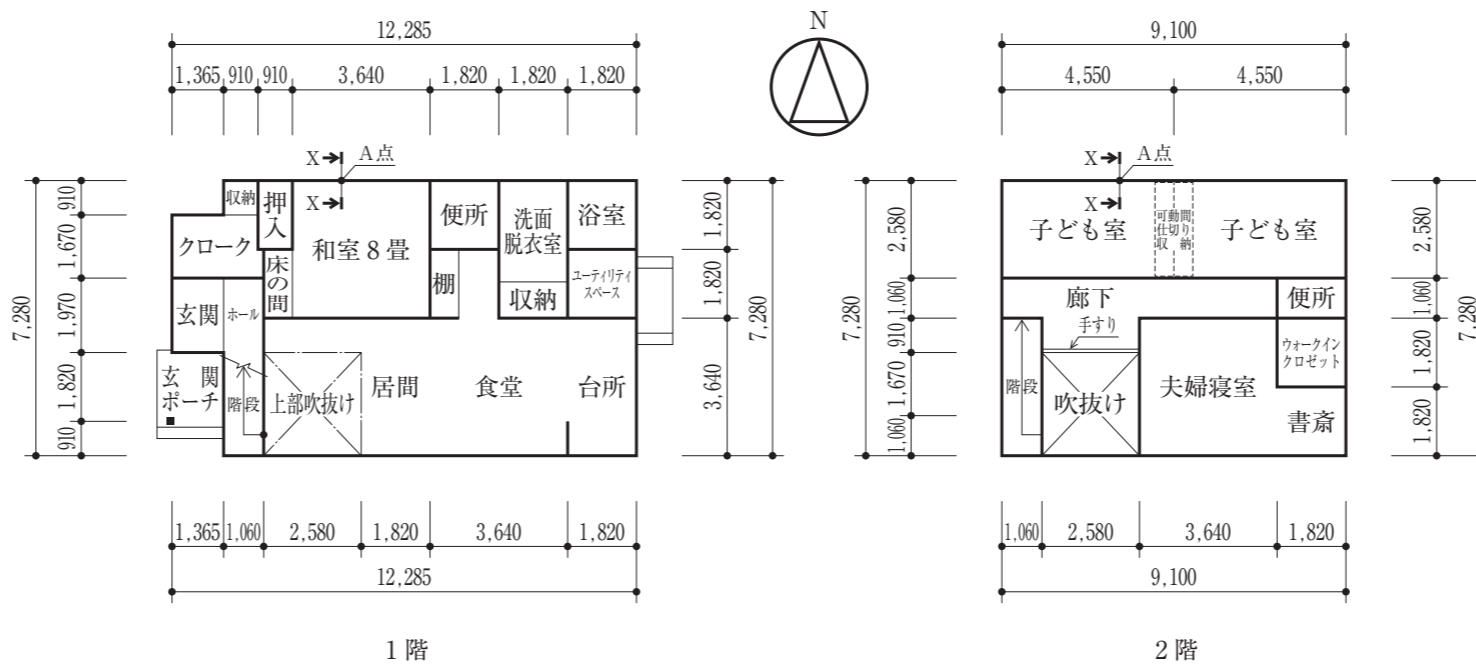 12,285
1,365 910 910 3,640 1,820 1,820 1,820
N
9,100
4,550 4,550
X A点
X
収納
押入
クローク
和室8畳
便所
洗面
脱衣室
浴室
床の間
棚
収納
ユーティリティ
スペース
玄関
ホール
玄関
ポーチ
階段
上部吹抜け
居間
食堂
台所
7,280
910
1,670
1,970
1,820
910
1,820
1,820
3,640
7,280
1,365 1,060 2,580 1,820 3,640 1,820
12,285
1階
X A点
X
子ども室
可動間
仕切り
収納
子ども室
廊下
便所
手すり
ウォークイン
クロゼット
階段
吹抜け
夫婦寝室
書斎
7,280
2,580
1,060
910
1,670
1,060
2,580
1,060
1,820
1,820
7,280
1,060 2,580 3,640 1,820
9,100
2階